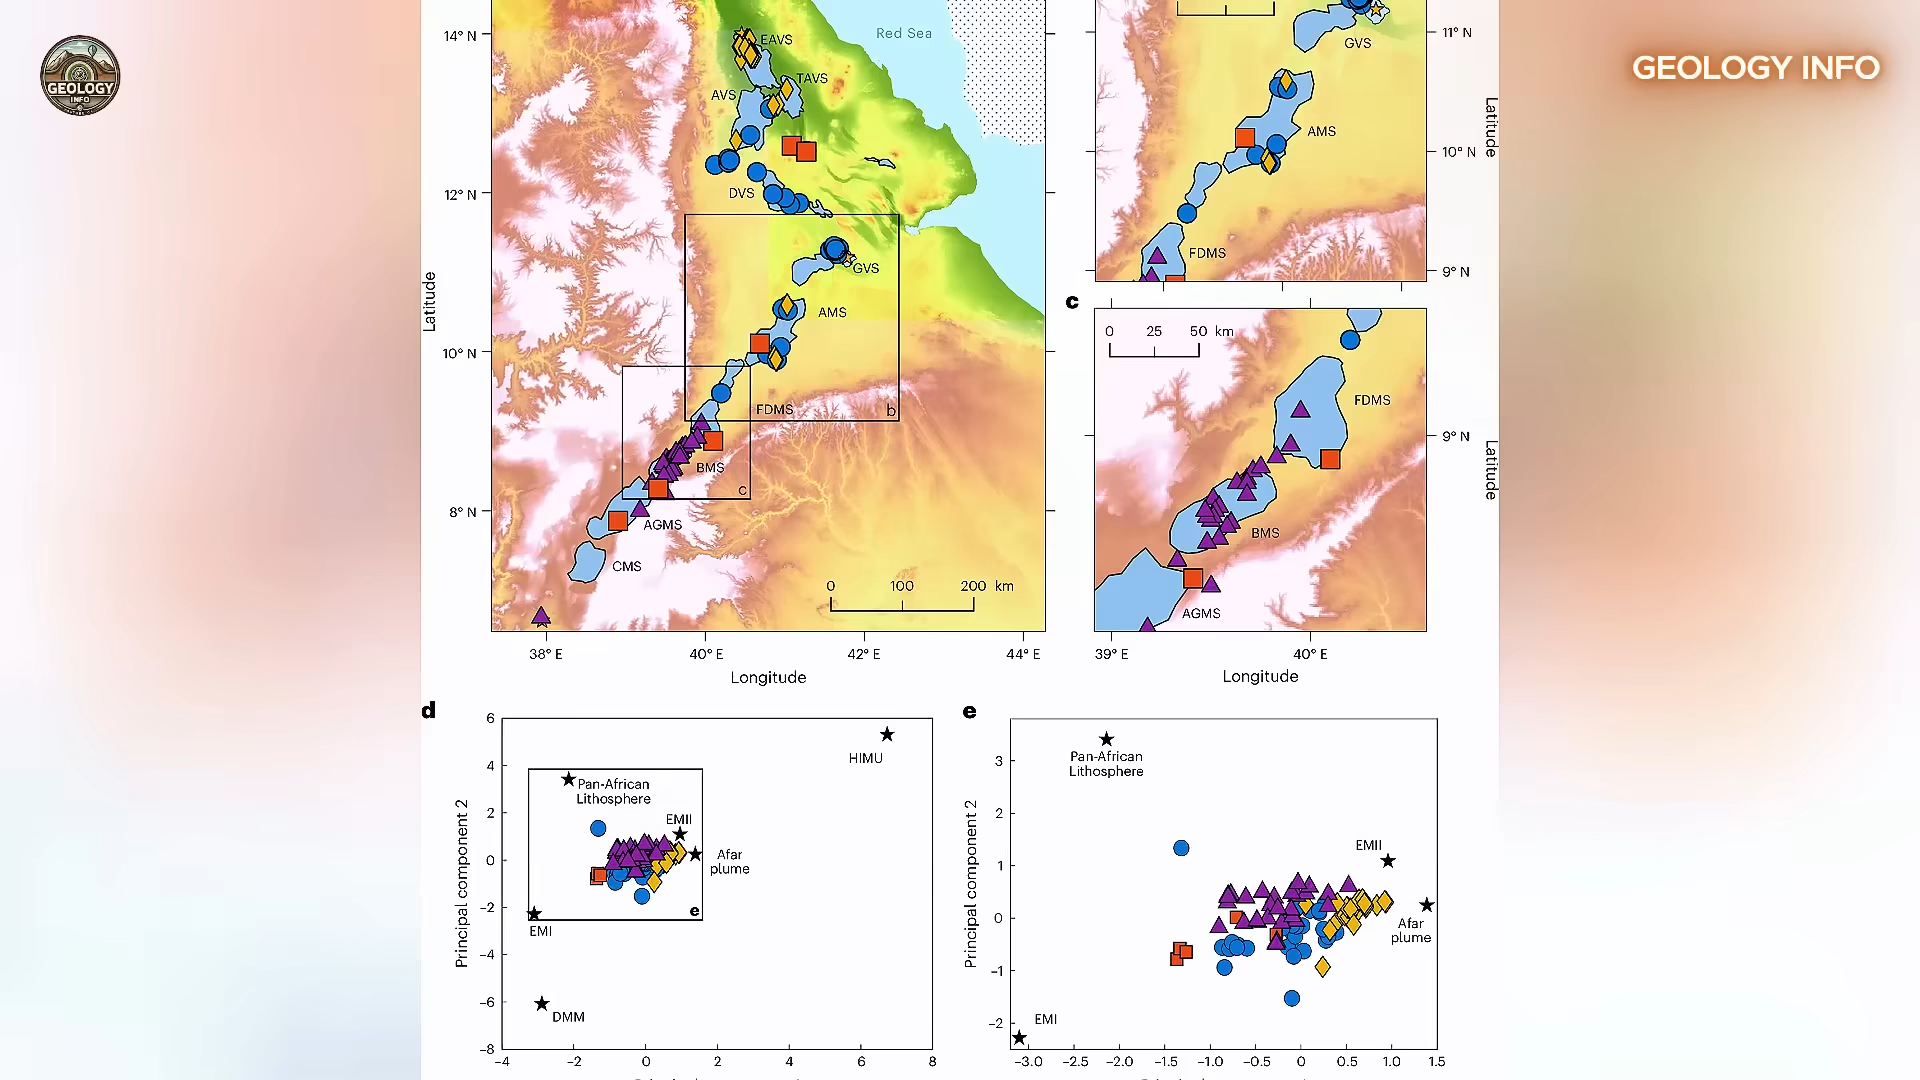 GEOLOGY
INFO
GEOLOGY INFO
14° N
12° N
10° N
8° N
Latitude
Red Sea
EAVS
TAVS
AVS
DVS
GVS
AMS
FDMS
b
BMS
c
AGMS
CMS
0 100 200 km
38° E 40° E 42° E 44° E
Longitude
GVS
AMS
FDMS
11° N
10° N
9° N
Latitude
c
0 25 50 km
FDMS
BMS
AGMS
9° N
Latitude
39° E 40° E
Longitude
d
6
4
2
0
–2
–4
–6
–8
Principal component 2
HIMU
Pan-African
Lithosphere
EMII
Afar
plume
e
EMI
DMM
–4 –2 0 2 4 6 8
e
3
2
1
0
–1
–2
Principal component 2
Pan-African
Lithosphere
EMII
Afar
plume
EMI
–3.0 –2.5 –2.0 –1.5 –1.0 –0.5 0 0.5 1.0 1.5